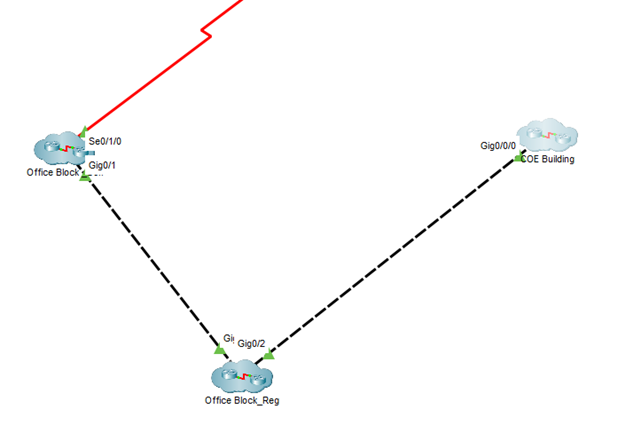 Se0/1/0
Gig0/1
Office Block
Gig0/0/0
COE Building
Gig0/2
Office Block_Reg